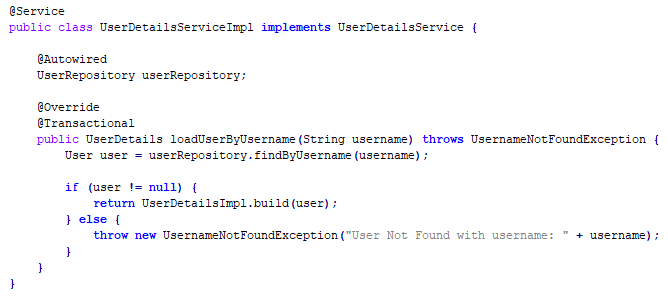 @Service
public class UserDetailsServiceImpl implements UserDetailsService {
@Autowired
UserRepository userRepository;
@Override
@Transactional
public UserDetails loadUserByUsername(String username) throws UsernameNotFoundException {
User user = userRepository.findByUsername(username);
if (user != null) {
return UserDetailsImpl.build(user);
} else {
throw new UsernameNotFoundException("User Not Found with username: " + username);
}
}
}